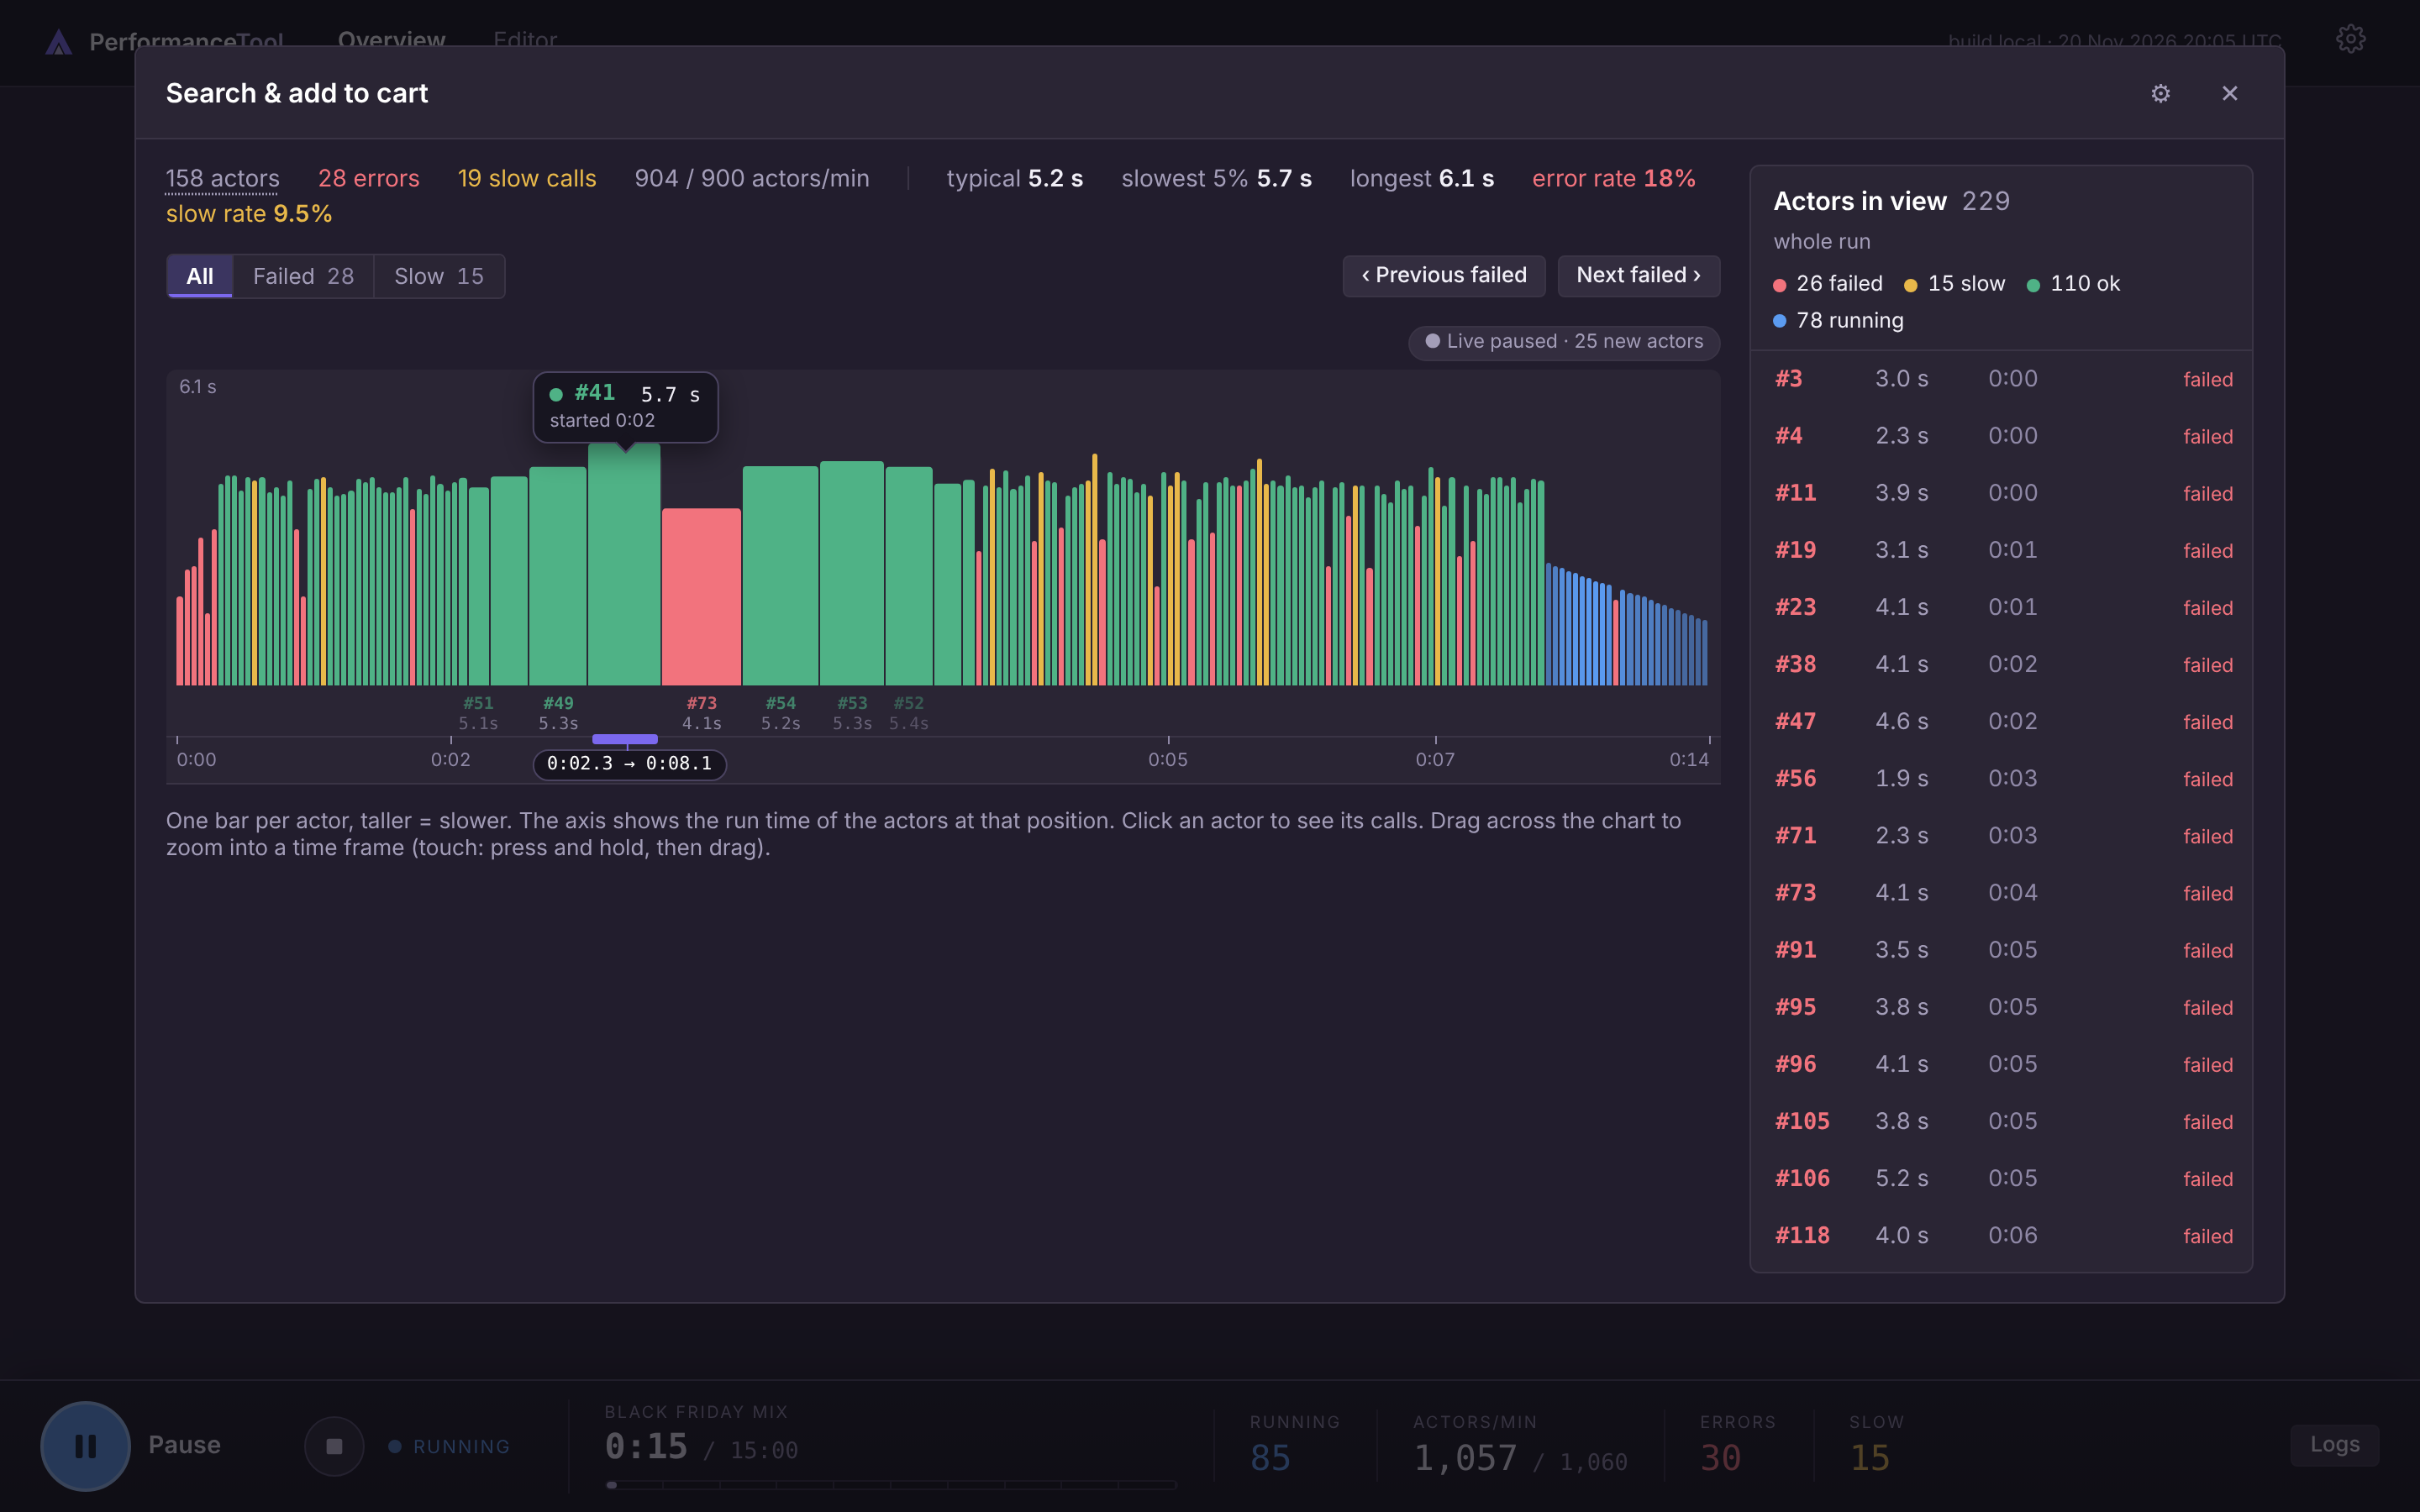 PerformanceTool Overview Editor build local · 20 Nov 2026 20:05 UTC
Search & add to cart ⚙ ✕
158 actors 28 errors 19 slow calls 904 / 900 actors/min typical 5.2 s slowest 5% 5.7 s longest 6.1 s error rate 18%
slow rate 9.5%
All Failed 28 Slow 15 ‹ Previous failed Next failed ›
Live paused · 25 new actors
6.1 s
#41 5.7 s
started 0:02
#51 #49 #73 #54 #53 #52
5.1s 5.3s 4.1s 5.2s 5.3s 5.4s
0:00 0:02 0:02.3 → 0:08.1 0:05 0:07 0:14
One bar per actor, taller = slower. The axis shows the run time of the actors at that position. Click an actor to see its calls. Drag across the chart to
zoom into a time frame (touch: press and hold, then drag).
Actors in view 229
whole run
26 failed 15 slow 110 ok
78 running
#3 3.0 s 0:00 failed
#4 2.3 s 0:00 failed
#11 3.9 s 0:00 failed
#19 3.1 s 0:01 failed
#23 4.1 s 0:01 failed
#38 4.1 s 0:02 failed
#47 4.6 s 0:02 failed
#56 1.9 s 0:03 failed
#71 2.3 s 0:03 failed
#73 4.1 s 0:04 failed
#91 3.5 s 0:05 failed
#95 3.8 s 0:05 failed
#96 4.1 s 0:05 failed
#105 3.8 s 0:05 failed
#106 5.2 s 0:05 failed
#118 4.0 s 0:06 failed
Pause RUNNING
BLACK FRIDAY MIX
0:15 / 15:00
RUNNING
85
ACTORS/MIN
1,057 / 1,060
ERRORS
30
SLOW
15
Logs